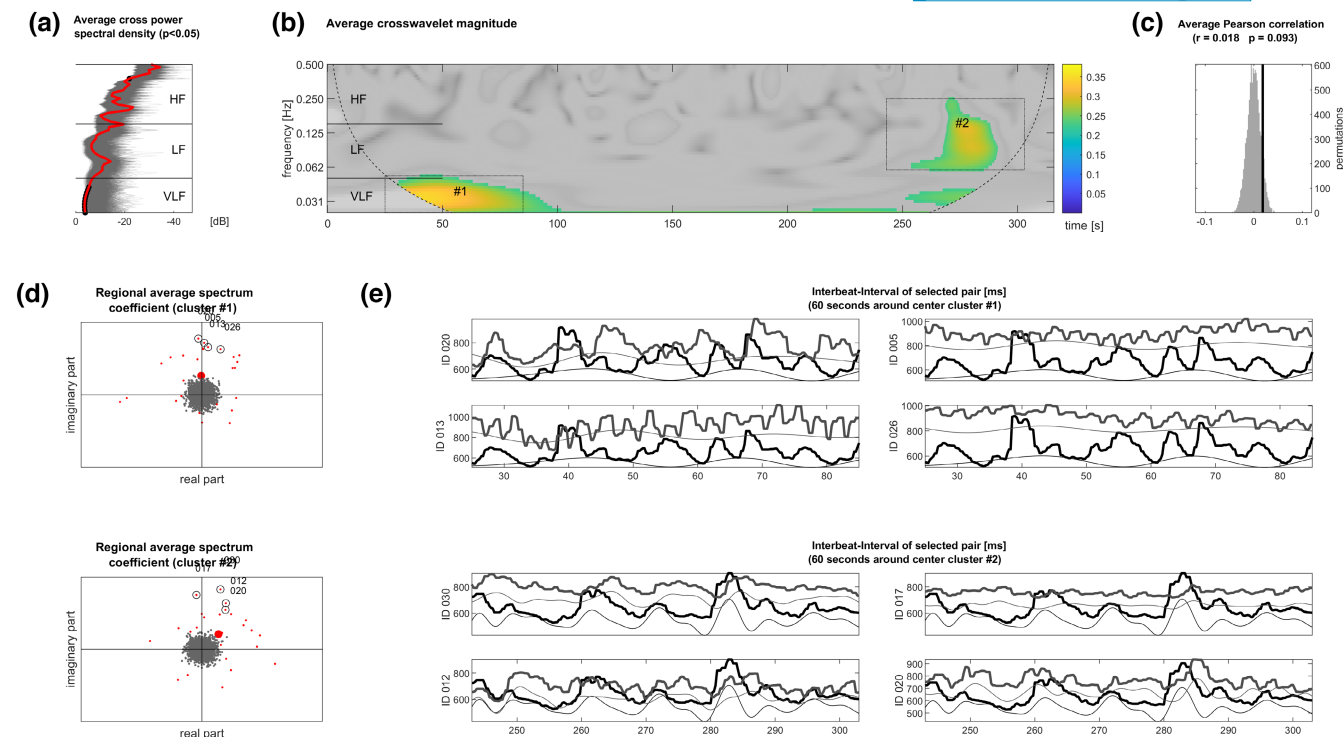 (a) Average cross power
spectral density (p<0.05)
HF
LF
VLF
0 -20 -40 [dB]
(b) Average crosswavelet magnitude
frequency [Hz]
0.500
0.250
0.125
0.062
0.031
HF
LF
VLF
#1
#2
0 50 100 150 200 250 300
time [s]
0.35
0.3
0.25
0.2
0.15
0.1
0.05
(c) Average Pearson correlation
(r = 0.018 p = 0.093)
600
500
400
300
200
100
0
permutations
-0.1 0 0.1
(d) Regional average spectrum
coefficient (cluster #1)
005
013
026
imaginary part
real part
Regional average spectrum
coefficient (cluster #2)
017
012
020
imaginary part
real part
(e) Interbeat-Interval of selected pair [ms]
(60 seconds around center cluster #1)
ID 020
800
600
ID 005
1000
800
600
ID 013
1000
800
600
30 40 50 60 70 80
ID 026
1000
800
600
30 40 50 60 70 80
Interbeat-Interval of selected pair [ms]
(60 seconds around center cluster #2)
ID 030
800
600
ID 017
800
600
ID 012
800
600
250 260 270 280 290 300
ID 020
900
800
700
600
500
250 260 270 280 290 300